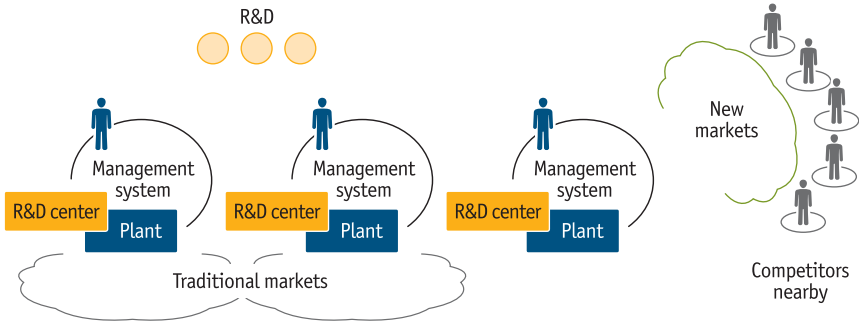 R&D
New
markets
Management
system
R&D center
Plant
Management
system
R&D center
Plant
Management
system
R&D center
Plant
Traditional markets
Competitors
nearby